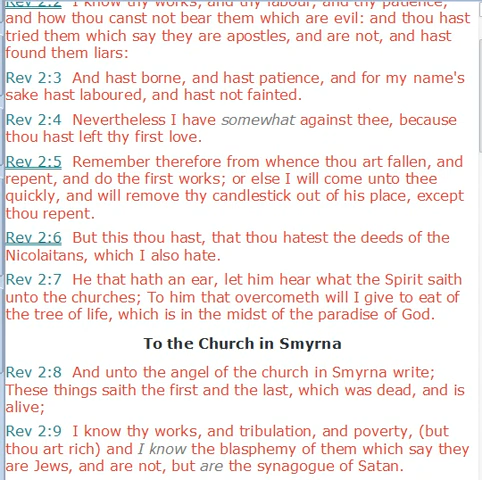 Rev 2:2 I know thy works, and thy labour, and thy patience,
and how thou canst not bear them which are evil: and thou hast
tried them which say they are apostles, and are not, and hast
found them liars:
Rev 2:3 And hast borne, and hast patience, and for my name's
sake hast laboured, and hast not fainted.
Rev 2:4 Nevertheless I have somewhat against thee, because
thou hast left thy first love.
Rev 2:5 Remember therefore from whence thou art fallen, and
repent, and do the first works; or else I will come unto thee
quickly, and will remove thy candlestick out of his place, except
thou repent.
Rev 2:6 But this thou hast, that thou hatest the deeds of the
Nicolaitans, which I also hate.
Rev 2:7 He that hath an ear, let him hear what the Spirit saith
unto the churches; To him that overcometh will I give to eat of
the tree of life, which is in the midst of the paradise of God.
To the Church in Smyrna
Rev 2:8 And unto the angel of the church in Smyrna write;
These things saith the first and the last, which was dead, and is
alive;
Rev 2:9 I know thy works, and tribulation, and poverty, (but
thou art rich) and I know the blasphemy of them which say they
are Jews, and are not, but are the synagogue of Satan.